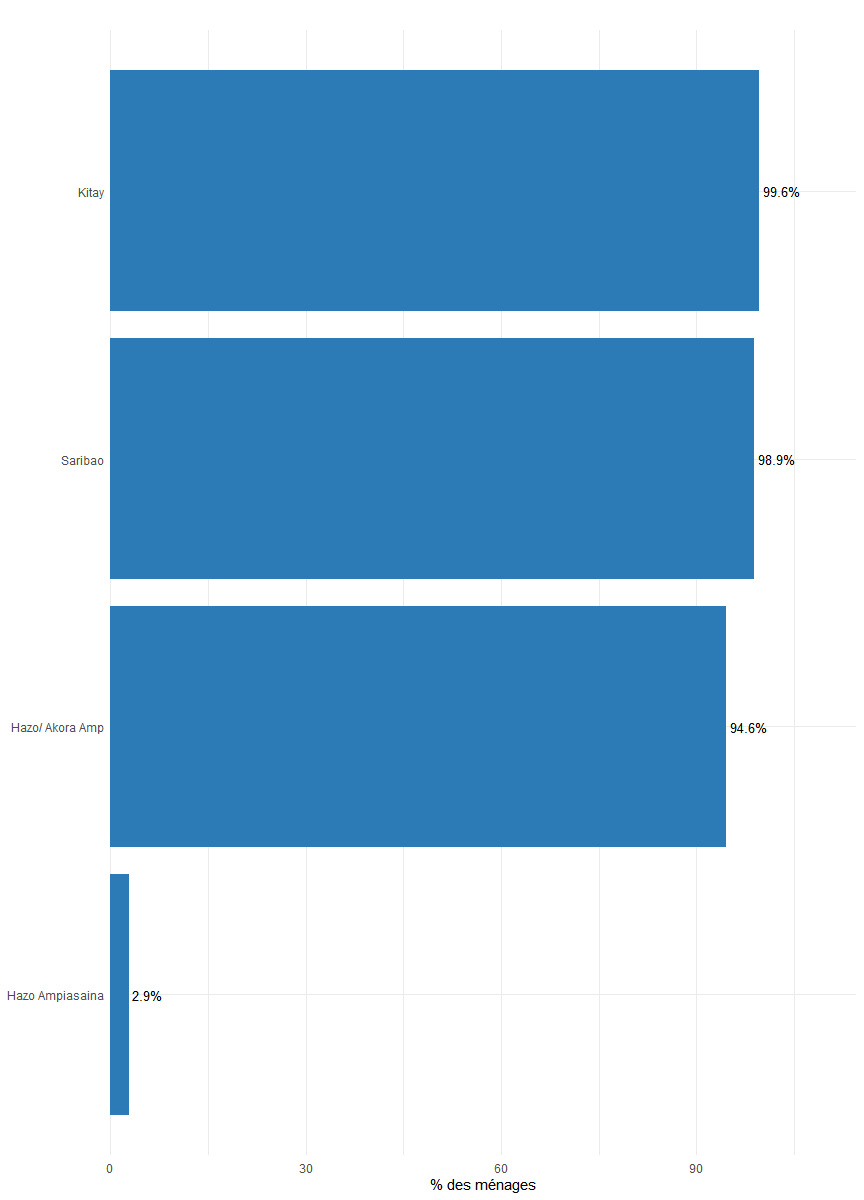 Kitay
99.6%
Saribao
98.9%
Hazo/ Akora Amp
94.6%
Hazo Ampiasaina
2.9%
0 30 60 90
% des ménages